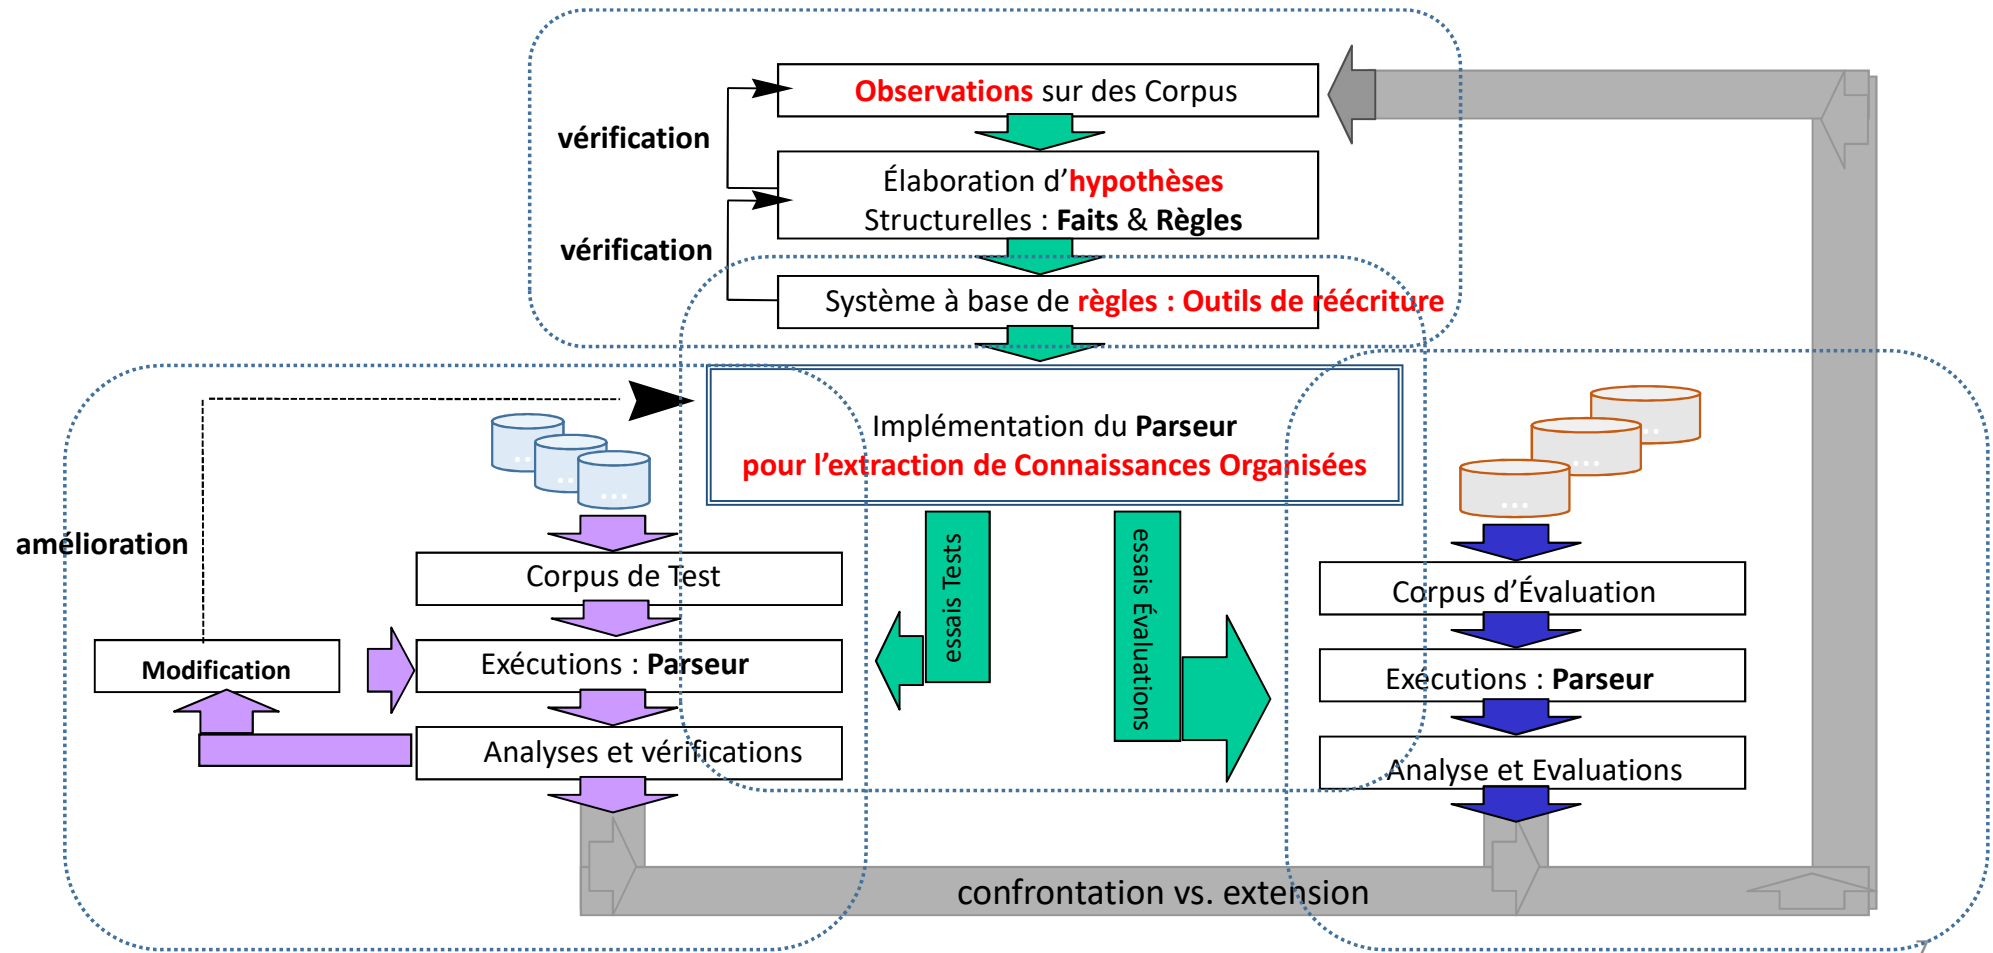 Observations sur des Corpus
vérification
Élaboration d’hypothèses
Structurelles : Faits & Règles
vérification
Système à base de règles : Outils de réécriture
Implémentation du Parseur
pour l’extraction de Connaissances Organisées
amélioration
essais Tests
essais Évaluations
Corpus de Test
Corpus d’Évaluation
Modification
Exécutions : Parseur
Exécutions : Parseur
Analyses et vérifications
Analyse et Evaluations
confrontation vs. extension
7